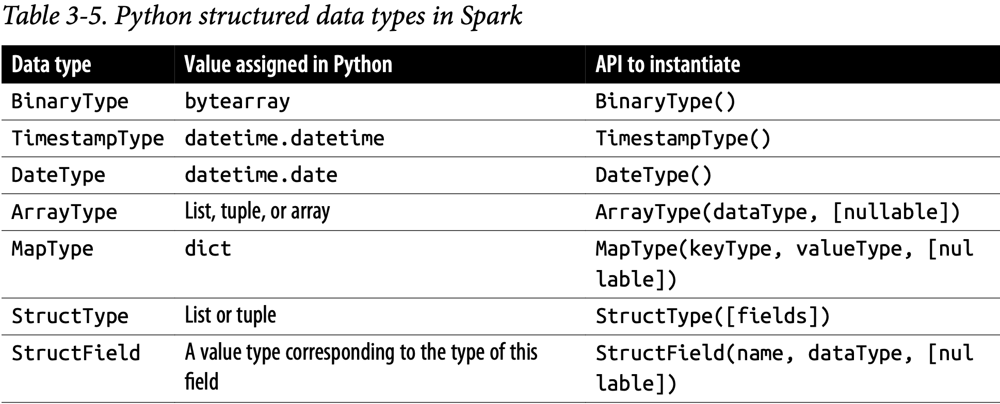 Table 3-5. Python structured data types in Spark
Data type Value assigned in Python API to instantiate
BinaryType bytearray BinaryType()
TimestampType datetime.datetime TimestampType()
DateType datetime.date DateType()
ArrayType List, tuple, or array ArrayType(dataType, [nullable])
MapType dict MapType(keyType, valueType, [nul
lable])
StructType List or tuple StructType([fields])
StructField A value type corresponding to the type of this StructField(name, dataType, [nul
field lable])